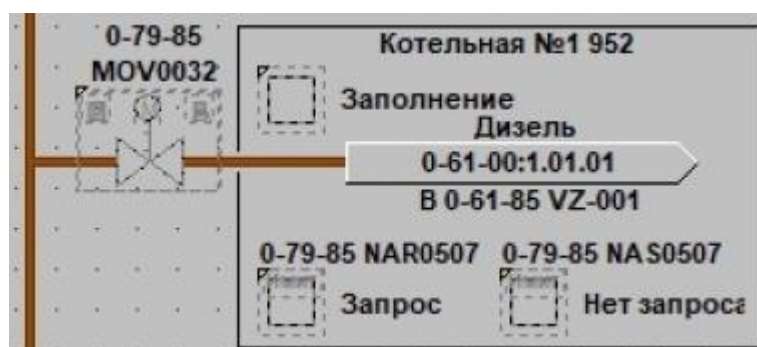 0-79-85
MOV0032
Котельная №1 952
Заполнение
Дизель
0-61-00:1.01.01
В 0-61-85 VZ-001
0-79-85 NAR0507 0-79-85 NAS0507
Запрос Нет запроса